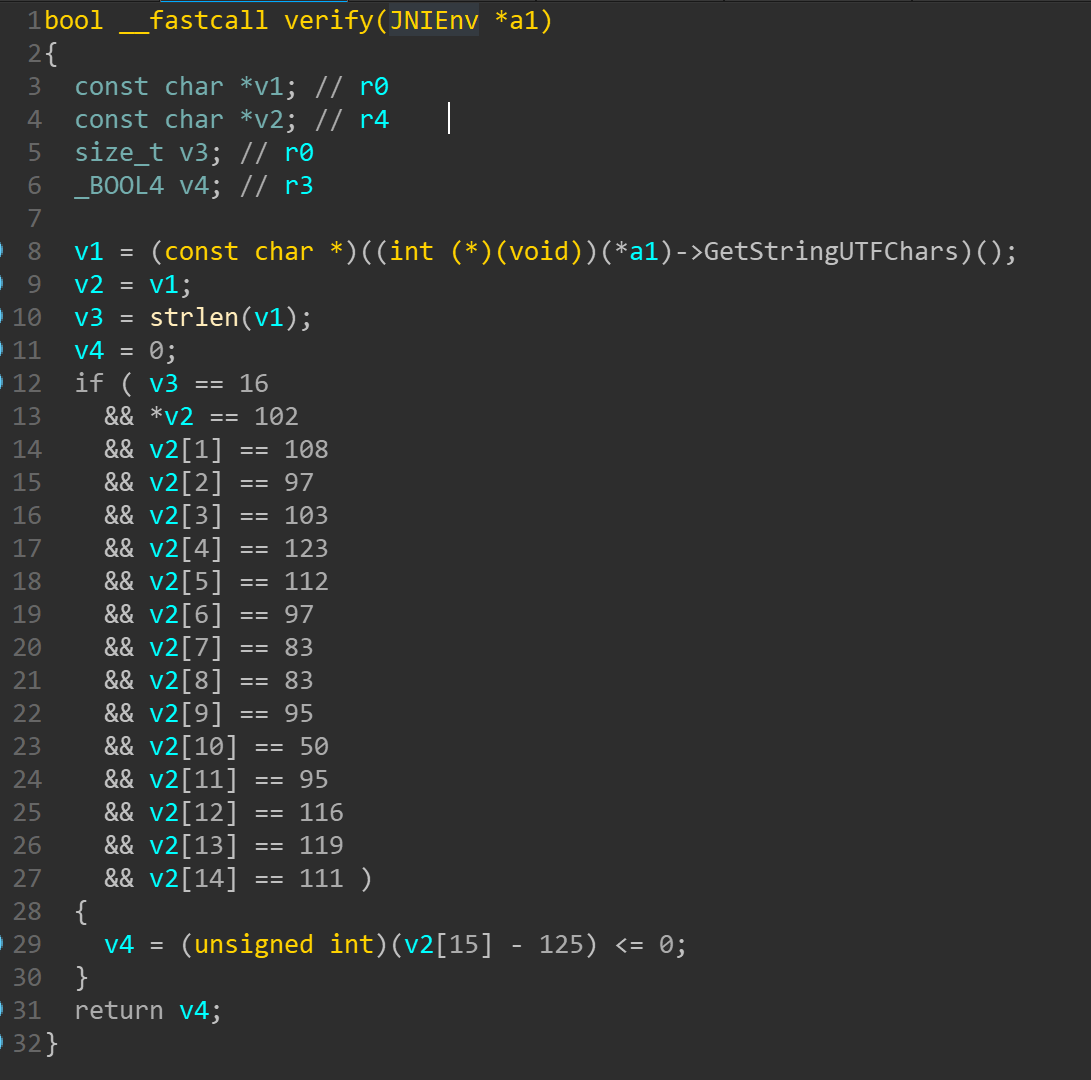 1 bool __fastcall verify(JNIEnv *a1)
2 {
3   const char *v1; // r0
4   const char *v2; // r4
5   size_t v3; // r0
6   _BOOL4 v4; // r3
7
8   v1 = (const char *)((int (*)(void))(*a1)->GetStringUTFChars)();
9   v2 = v1;
10   v3 = strlen(v1);
11   v4 = 0;
12   if ( v3 == 16
13     && *v2 == 102
14     && v2[1] == 108
15     && v2[2] == 97
16     && v2[3] == 103
17     && v2[4] == 123
18     && v2[5] == 112
19     && v2[6] == 97
20     && v2[7] == 83
21     && v2[8] == 83
22     && v2[9] == 95
23     && v2[10] == 50
24     && v2[11] == 95
25     && v2[12] == 116
26     && v2[13] == 119
27     && v2[14] == 111 )
28   {
29     v4 = (unsigned int)(v2[15] - 125) <= 0;
30   }
31   return v4;
32 }